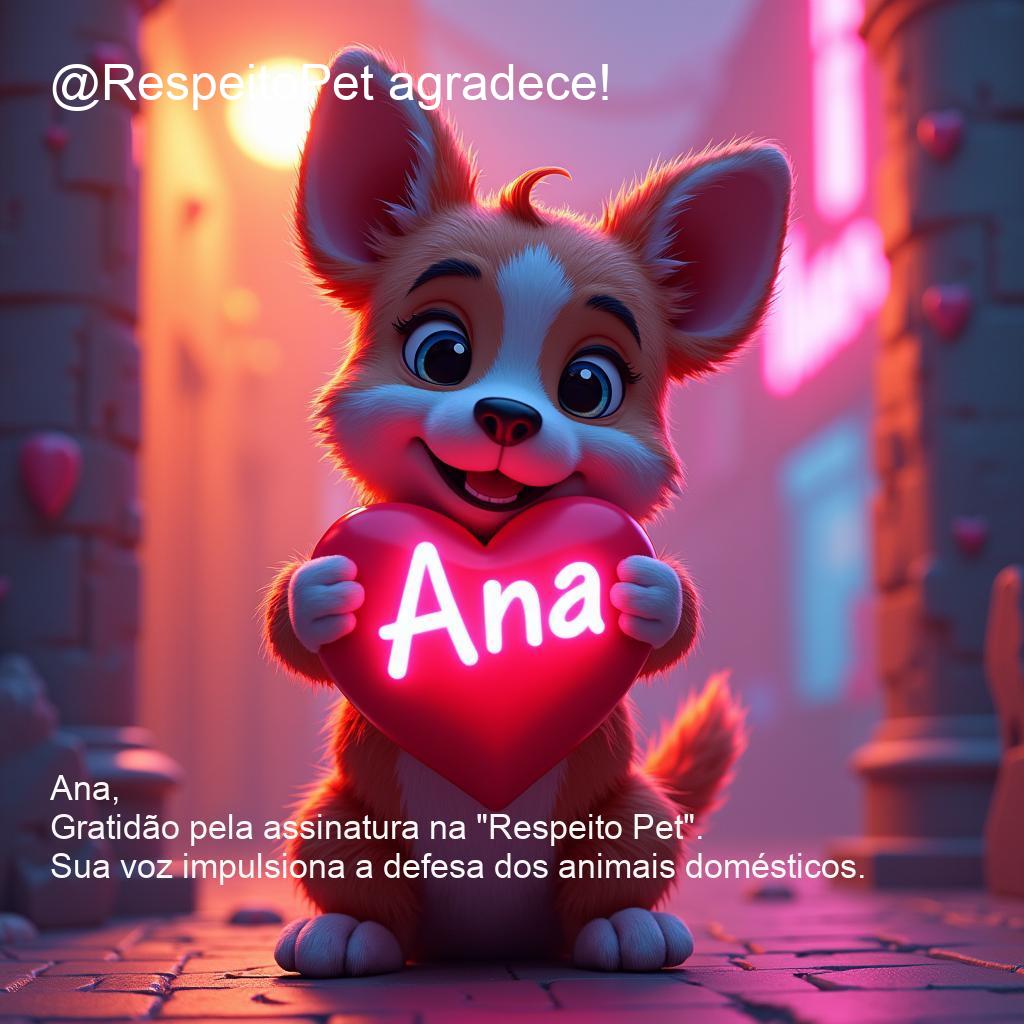 @RespeitoPet agradece!
Ana
Ana,
Gratidão pela assinatura na "Respeito Pet".
Sua voz impulsiona a defesa dos animais domésticos.